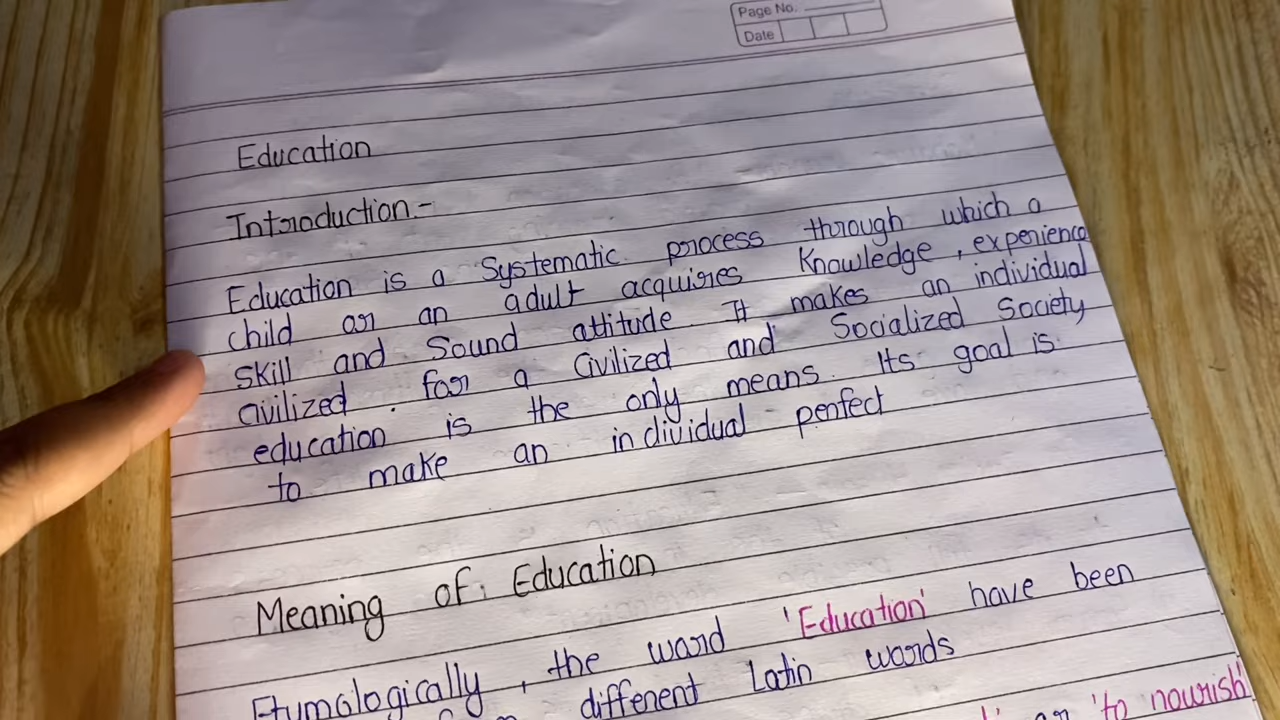 Page No.
Date
Education
Introduction:-
Education is a Systematic process through which a
child or an adult acquires Knowledge, experience
skill and Sound attitude. It makes an individual
civilized. for a Civilized and Socialized Society
education is the only means. Its goal is
to make an individual perfect
Meaning of Education
Etymologically, the word 'Education' have been
different Latin words
or 'to nourish'